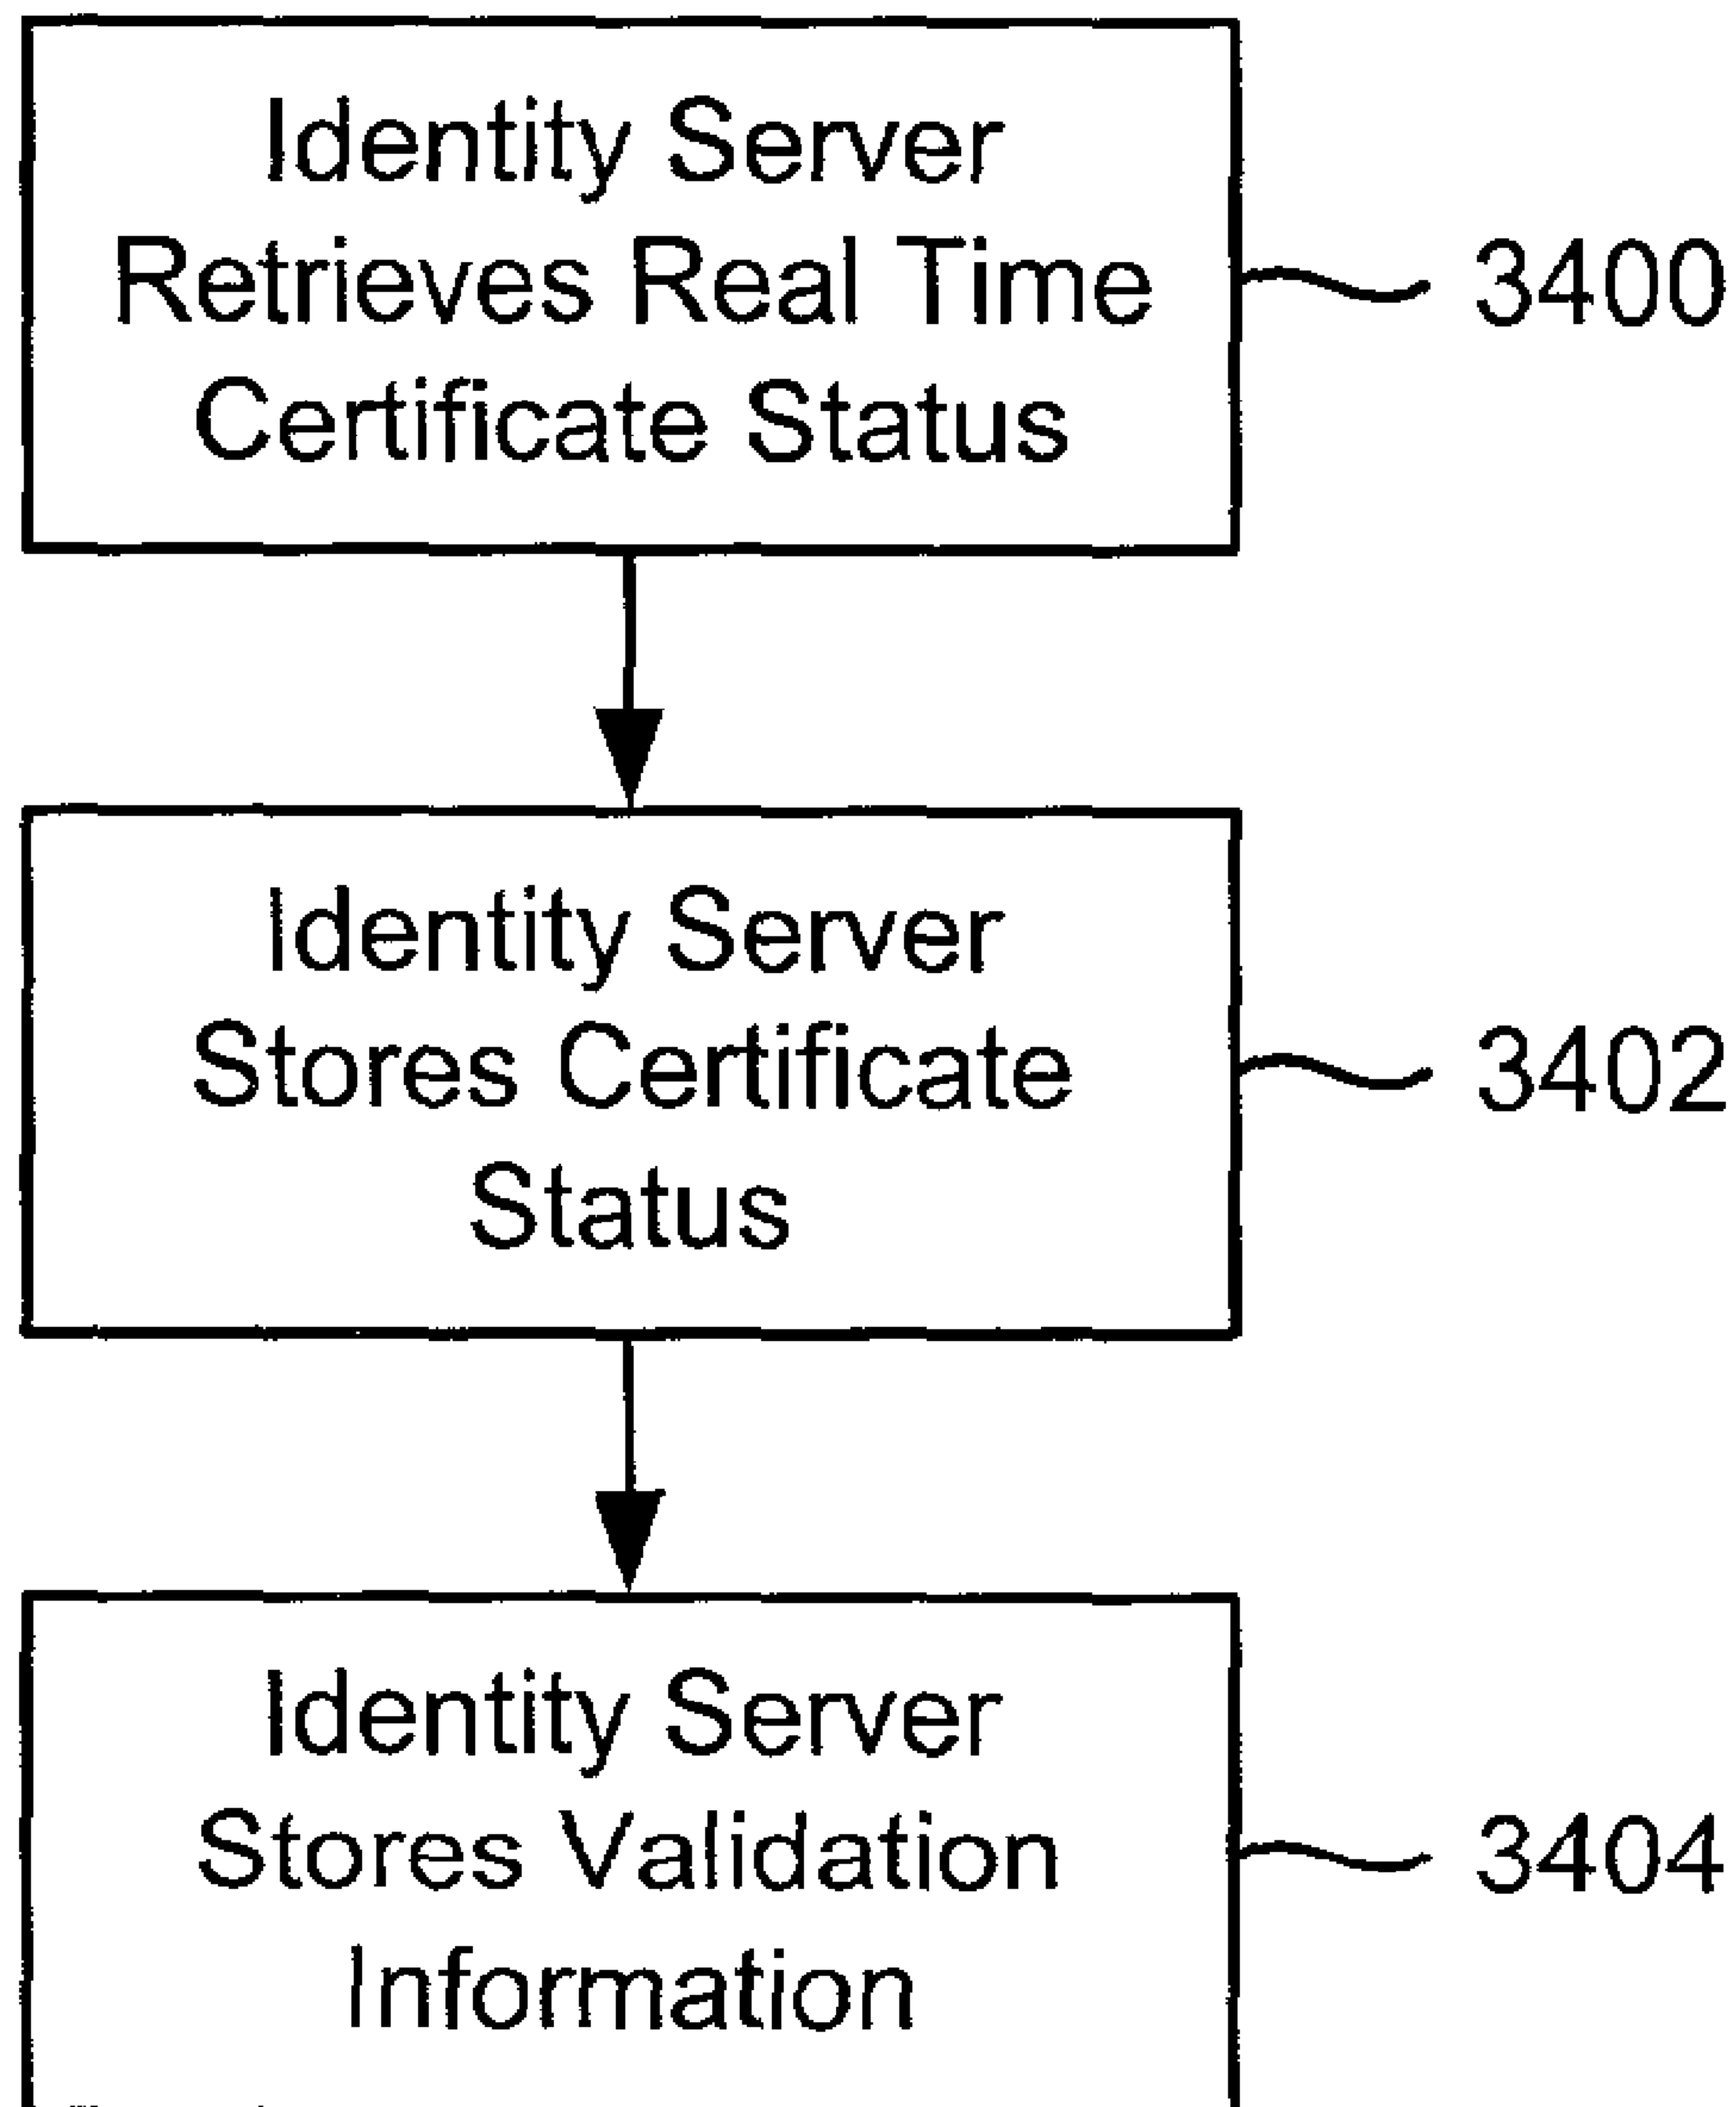 Identity Server
Retrieves Real Time
Certificate Status
3400
Identity Server
Stores Certificate
Status
3402
Identity Server
Stores Validation
Information
3404